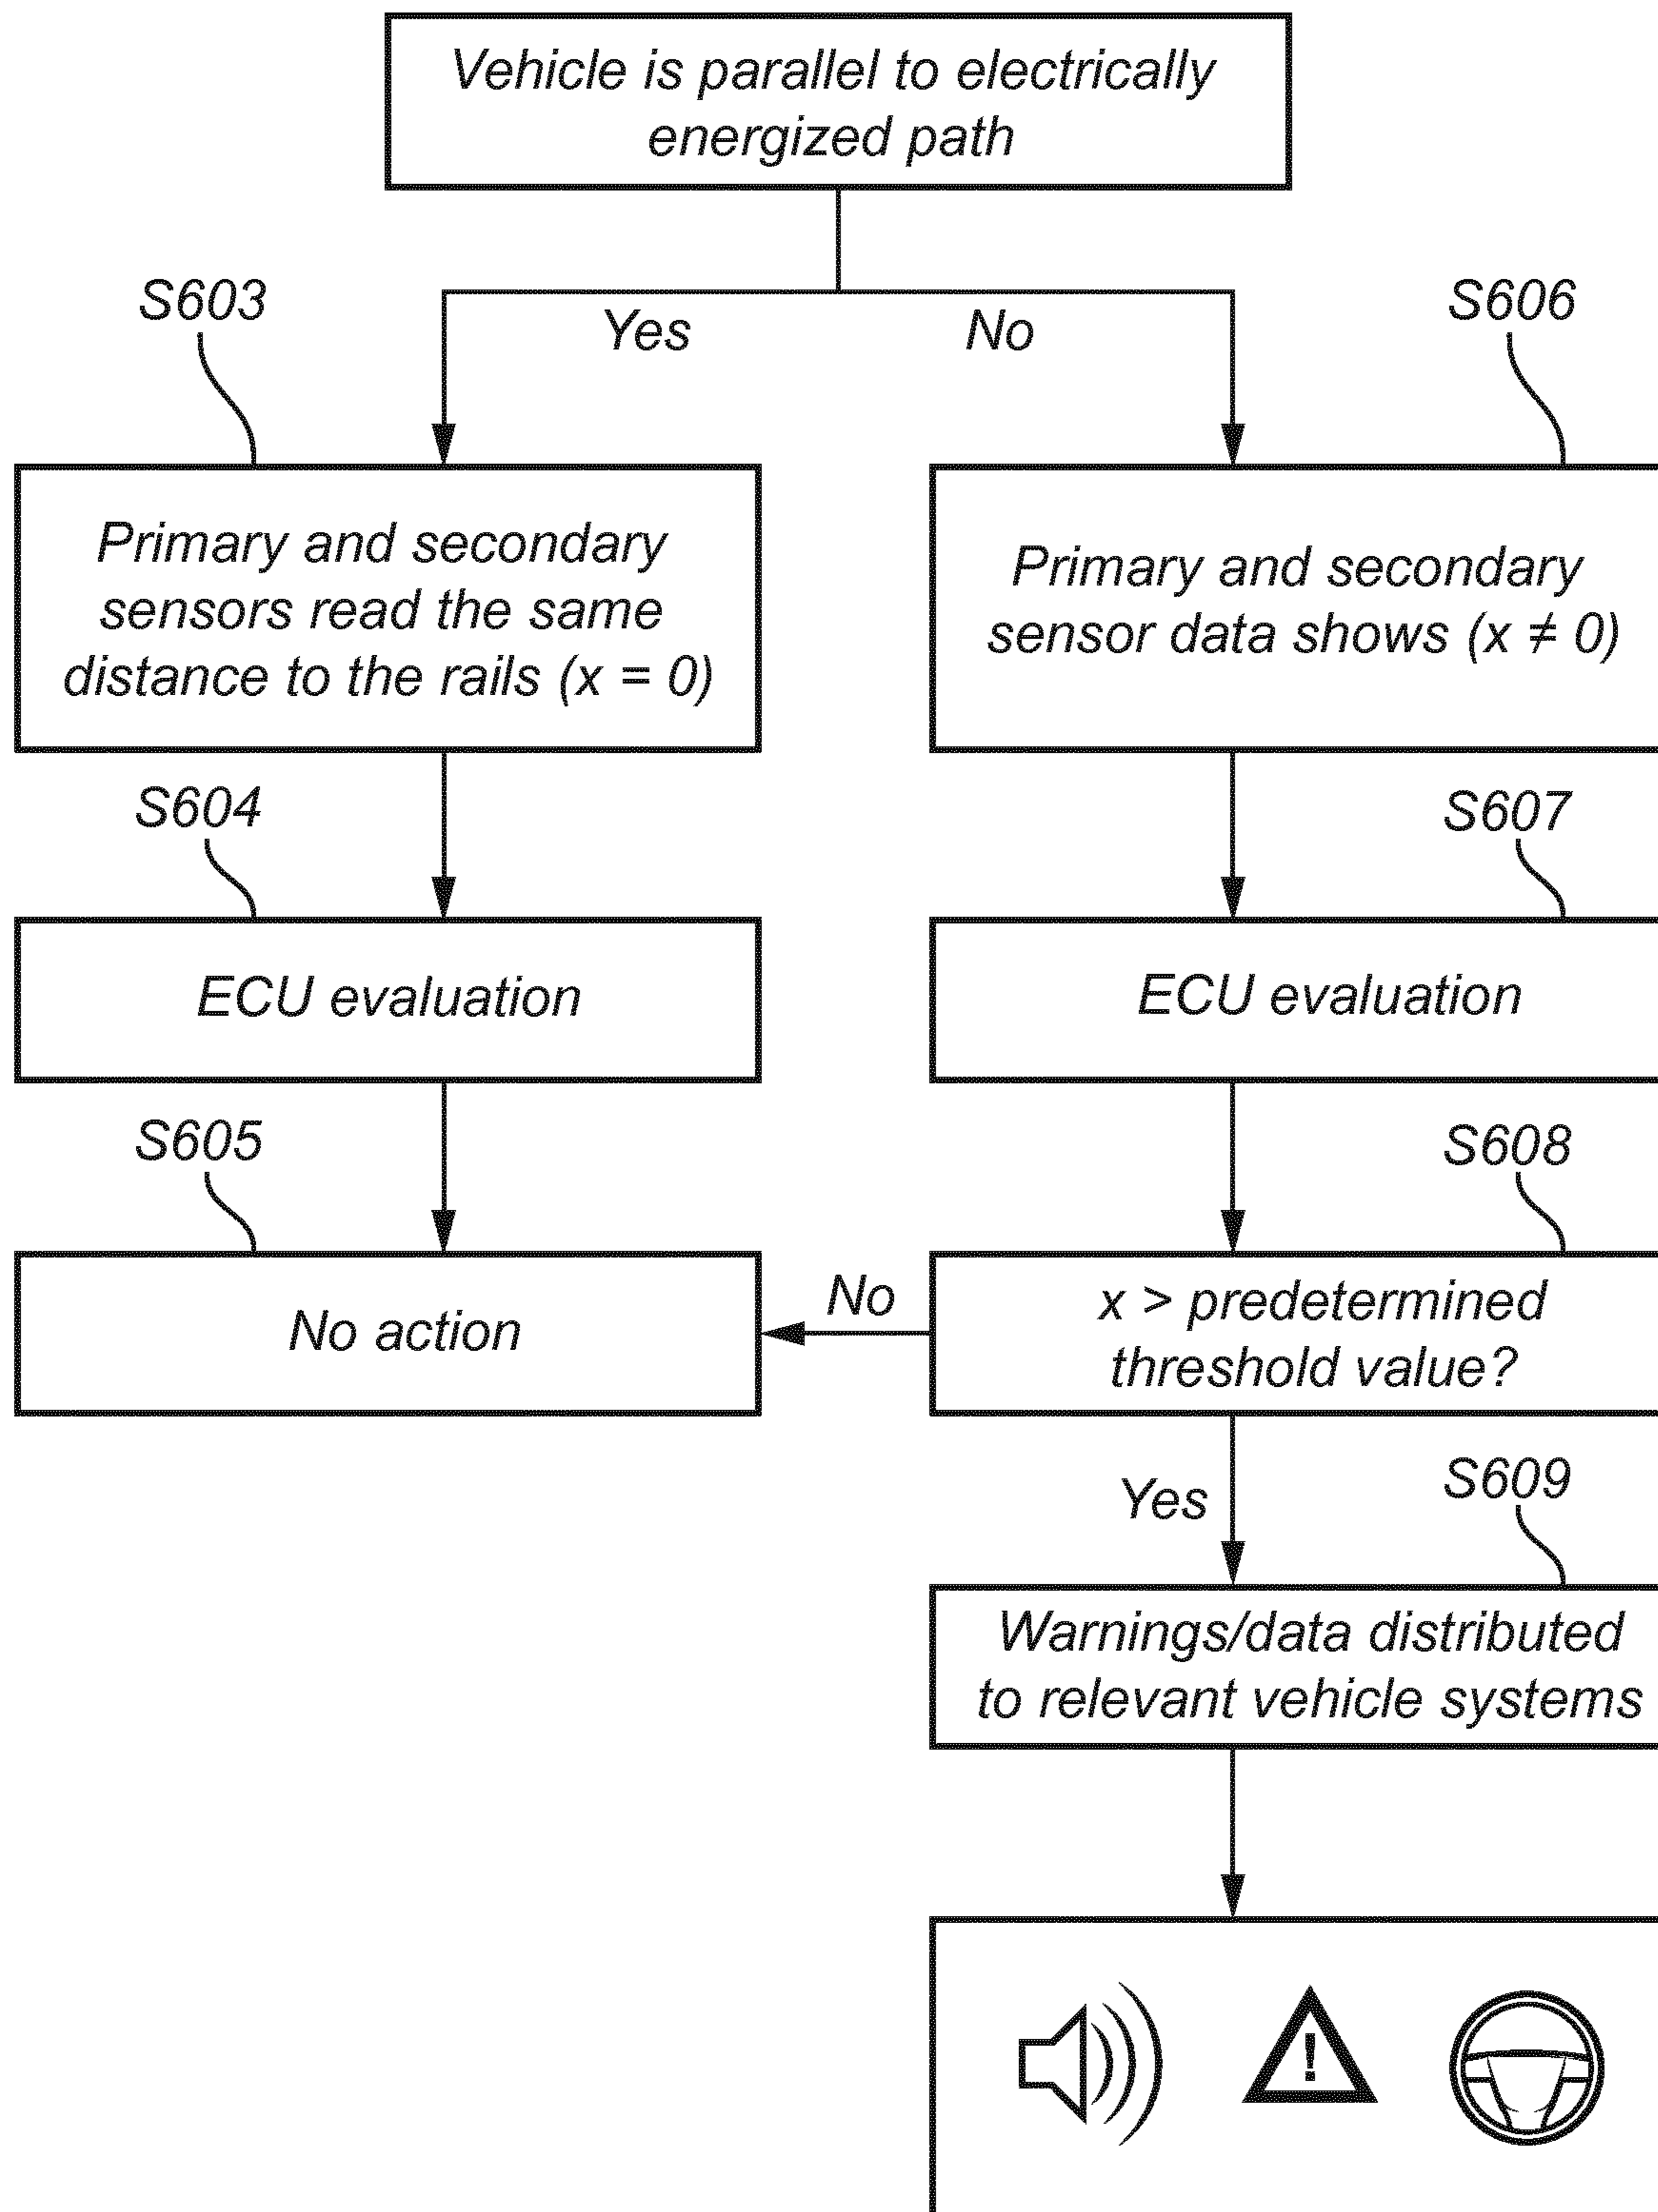 Vehicle is parallel to electrically
energized path
S603
Yes
No
S606
Primary and secondary
sensors read the same
distance to the rails (x = 0)
Primary and secondary
sensor data shows (x ≠ 0)
S604
S607
ECU evaluation
ECU evaluation
S605
S608
No action
No
x > predetermined
threshold value?
Yes
S609
Warnings/data distributed
to relevant vehicle systems
!